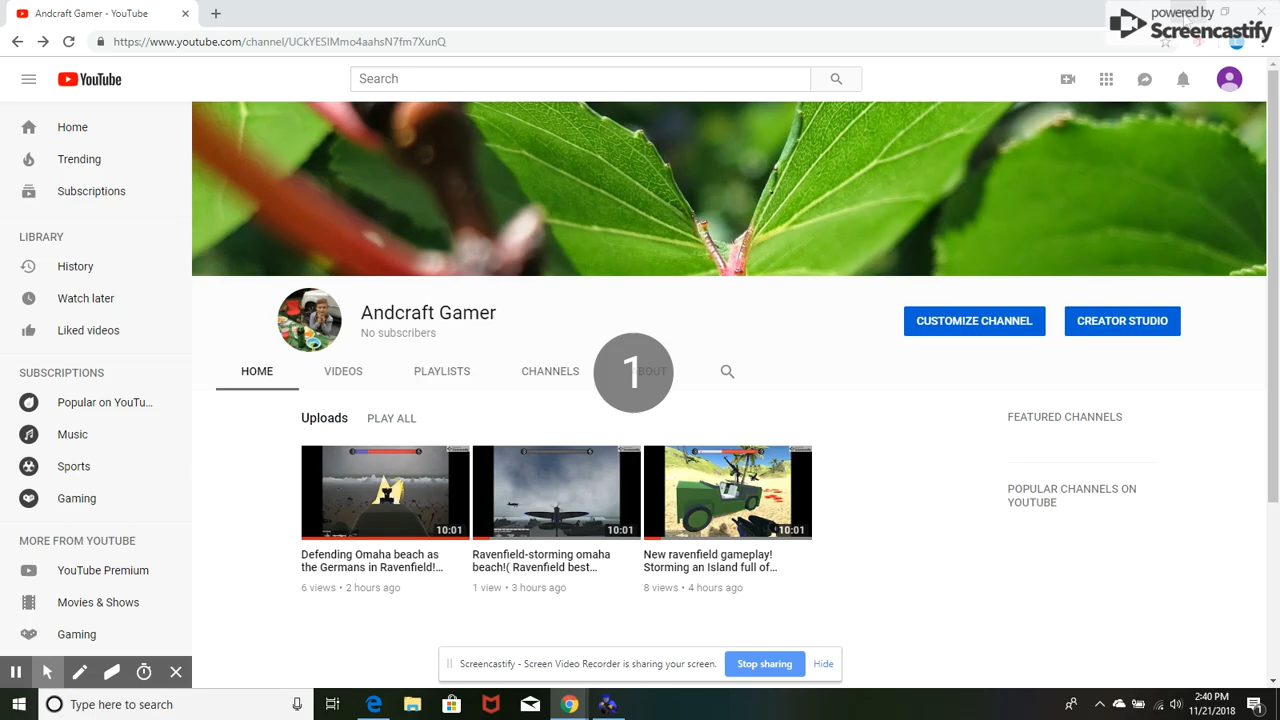 Andcraft Gamer - YouTube
powered by
Screencastify
https://www.youtube.com/channel/UCkYESIMmo4aahsN7fm7XunQ
YouTube
Search
Home
Trending
Subscriptions
LIBRARY
History
Watch later
Liked videos
SUBSCRIPTIONS
Popular on YouTu...
Music
Sports
Gaming
MORE FROM YOUTUBE
YouTube Premium
Movies & Shows
Gaming
Andcraft Gamer
No subscribers
CUSTOMIZE CHANNEL
CREATOR STUDIO
HOME VIDEOS PLAYLISTS CHANNELS ABOUT
1
Uploads PLAY ALL
10:01
10:01
10:01
Defending Omaha beach as
the Germans in Ravenfield!...
6 views • 2 hours ago
Ravenfield-storming omaha
beach!( Ravenfield best...
1 view • 3 hours ago
New ravenfield gameplay!
Storming an Island full of...
8 views • 4 hours ago
FEATURED CHANNELS
POPULAR CHANNELS ON
YOUTUBE
Screencastify - Screen Video Recorder is sharing your screen.
Stop sharing
Hide
Type here to search
2:40 PM
11/21/2018
1